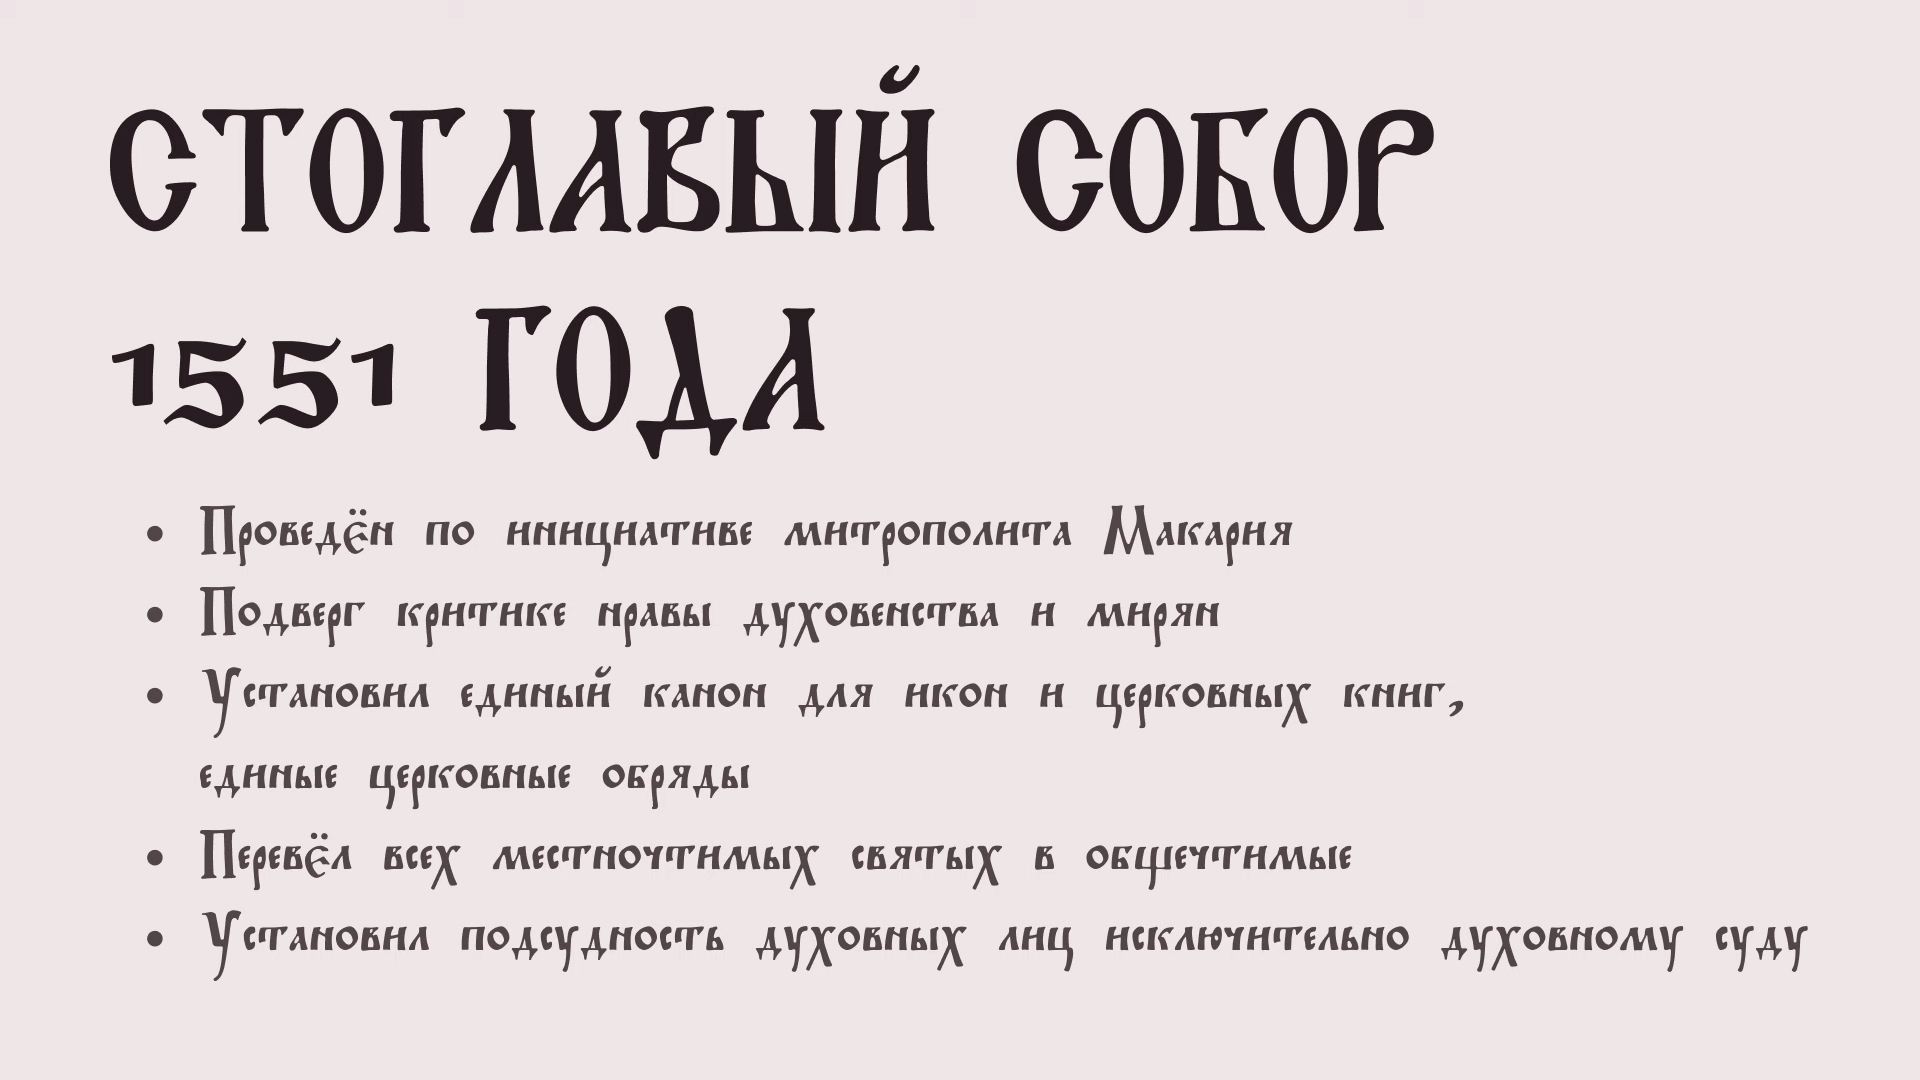 СТОГЛАВЫЙ СОБОР
1551 ГОДА
• Проведён по инициативе митрополита Макария
• Подверг критике нравы духовенства и мирян
• Установил единый канон для икон и церковных книг,
единые церковные обряды
• Перевёл всех местночтимых святых в общечтимые
• Установил подсудность духовных лиц исключительно духовному суду